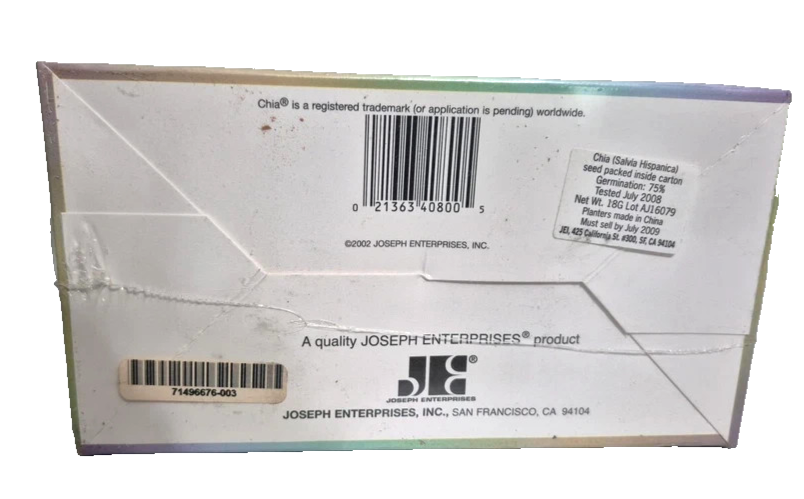 Chia® is a registered trademark (or application is pending) worldwide.
0 21363 40800 5
©2002 JOSEPH ENTERPRISES, INC.
Chia (Salvia Hispanica)
seed packed inside carton
Germination: 75%
Tested July 2008
Net Wt. 18G Lot AJ16079
Planters made in China
Must sell by July 2009
JEI, 425 California St. #300, SF, CA 94104
A quality JOSEPH ENTERPRISES® product
JE®
JOSEPH ENTERPRISES
JOSEPH ENTERPRISES, INC., SAN FRANCISCO, CA 94104
71496676-003